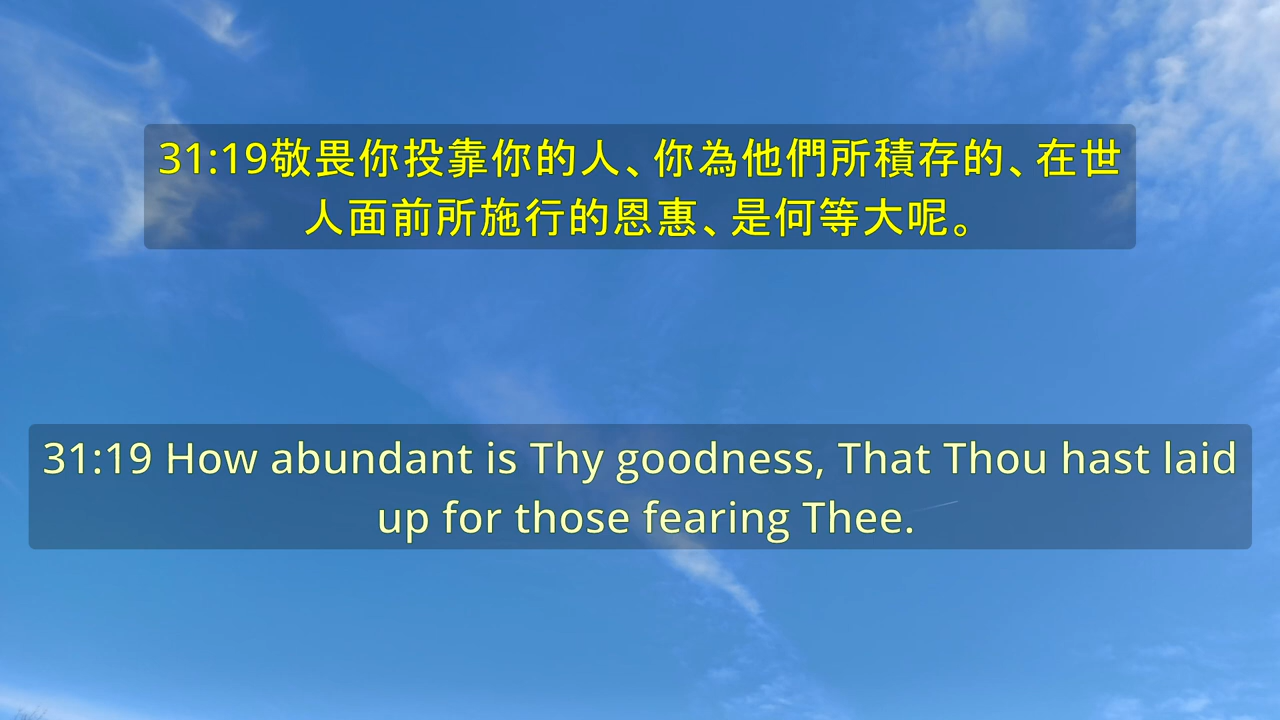 31:19敬畏你投靠你的人、你為他們所積存的、在世
人面前所施行的恩惠、是何等大呢。
31:19 How abundant is Thy goodness, That Thou hast laid
up for those fearing Thee.